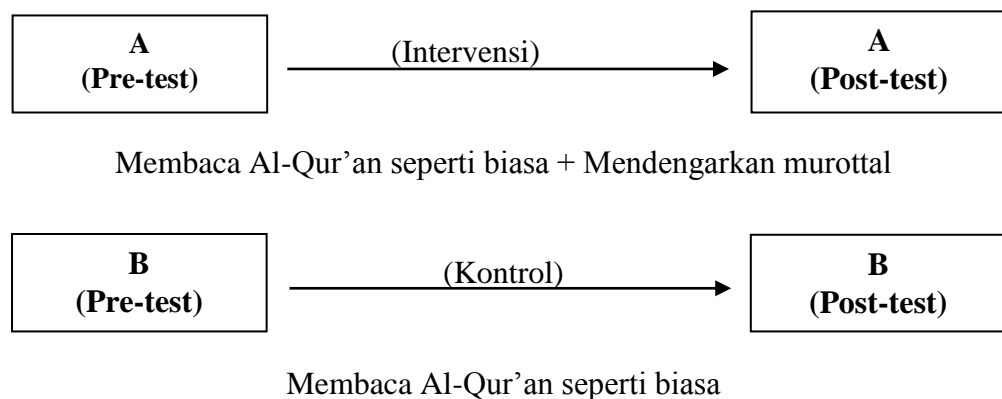 A
(Pre-test)
(Intervensi)
A
(Post-test)
Membaca Al-Qur’an seperti biasa + Mendengarkan murottal
B
(Pre-test)
(Kontrol)
B
(Post-test)
Membaca Al-Qur’an seperti biasa